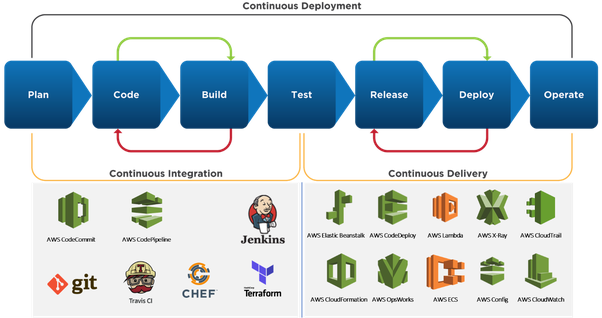 Continuous Deployment
Plan
Code
Build
Test
Release
Deploy
Operate
Continuous Integration
Continuous Delivery
AWS CodeCommit
AWS CodePipeline
Jenkins
AWS Elastic Beanstalk
AWS CodeDeploy
AWS Lambda
AWS X-Ray
AWS CloudTrail
git
Travis CI
CHEF
Terraform
AWS CloudFormation
AWS OpsWorks
AWS ECS
AWS Config
AWS CloudWatch